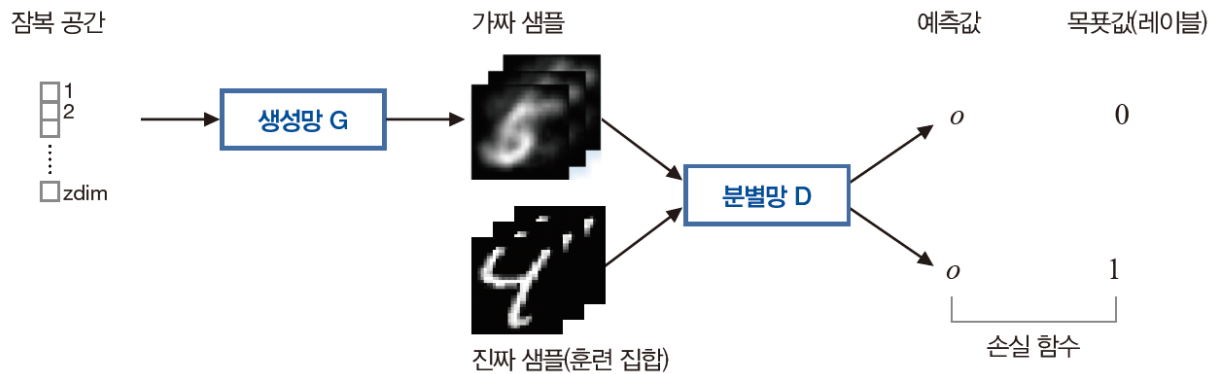 잠복 공간
가짜 샘플
예측값
목푯값(레이블)
1
2
zdim
생성망 G
분별망 D
o
0
o
1
손실 함수
진짜 샘플(훈련 집합)